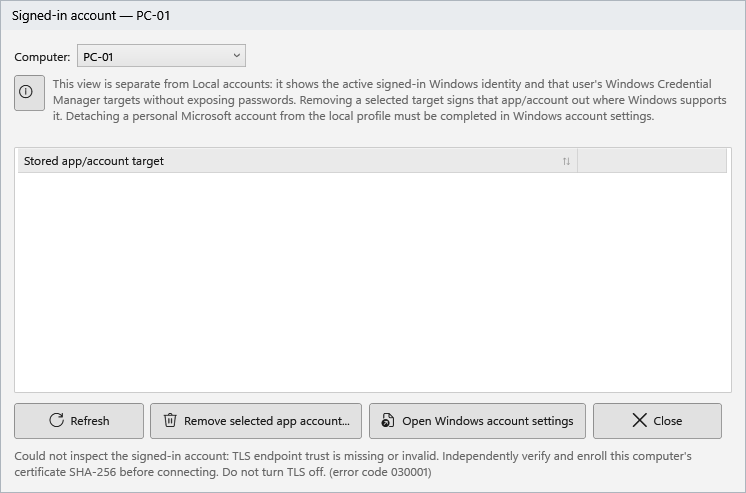 Signed-in account — PC-01
Computer: PC-01
This view is separate from Local accounts: it shows the active signed-in Windows identity and that user's Windows Credential
Manager targets without exposing passwords. Removing a selected target signs that app/account out where Windows supports
it. Detaching a personal Microsoft account from the local profile must be completed in Windows account settings.
Stored app/account target
Refresh Remove selected app account... Open Windows account settings Close
Could not inspect the signed-in account: TLS endpoint trust is missing or invalid. Independently verify and enroll this computer's
certificate SHA-256 before connecting. Do not turn TLS off. (error code 030001)